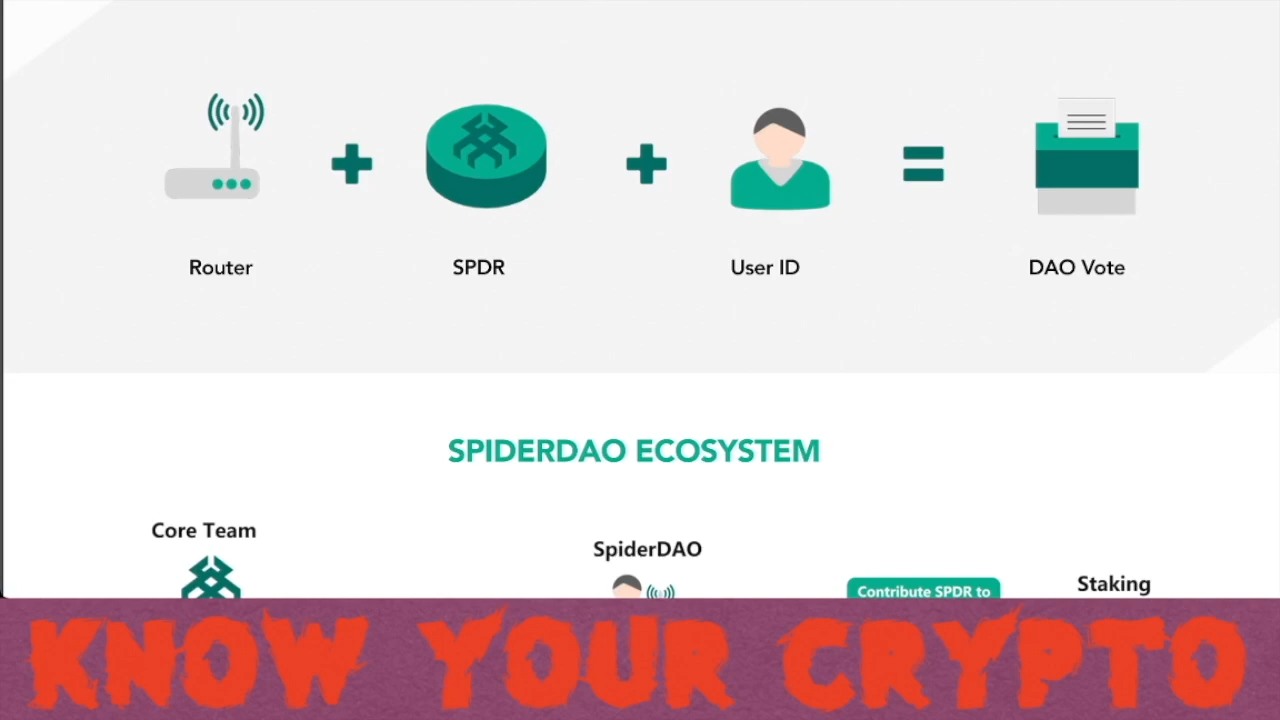 Router
SPDR
User ID
DAO Vote
SPIDERDAO ECOSYSTEM
Core Team
SpiderDAO
Contribute SPDR to
Staking
KNOW YOUR CRYPTO